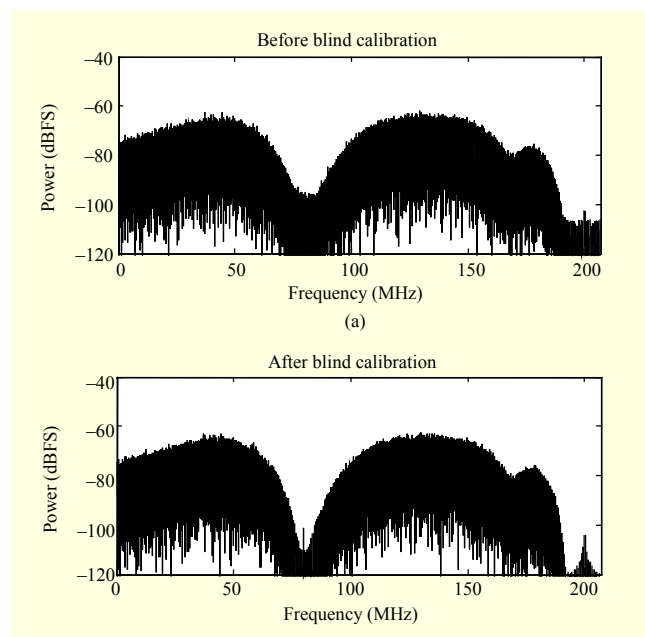 Before blind calibration
−40
−60
−80
−100
−120
Power (dBFS)
0 50 100 150 200
Frequency (MHz)
(a)
After blind calibration
−40
−60
−80
−100
−120
Power (dBFS)
0 50 100 150 200
Frequency (MHz)